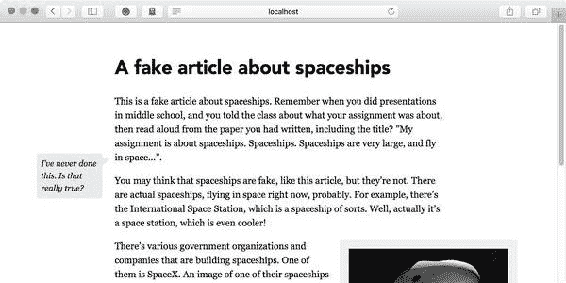 localhost
A fake article about spaceships
This is a fake article about spaceships. Remember when you did presentations
in middle school, and you told the class about what your assignment was about,
then read aloud from the paper you had written, including the title? "My
assignment is about spaceships. Spaceships. Spaceships are very large, and fly
in space...".
I've never done
this. Is that
really true?
You may think that spaceships are fake, like this article, but they're not. There
are actual spaceships, flying in space right now, probably. For example, there's
the International Space Station, which is a spaceship of sorts. Well, actually it's
a space station, which is even cooler!
There's various government organizations and
companies that are building spaceships. One of
them is SpaceX. An image of one of their spaceships